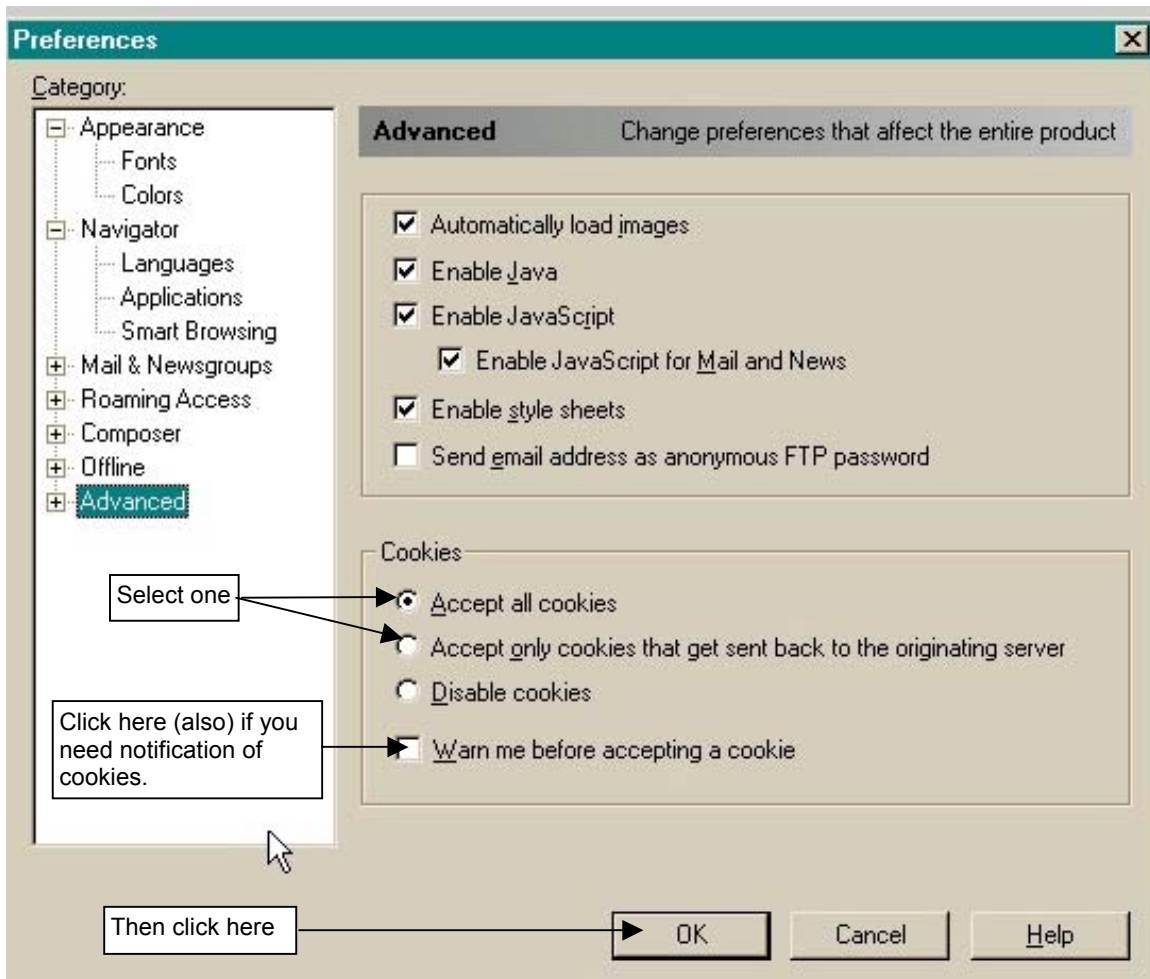 Preferences
Category:
Appearance
Fonts
Colors
Navigator
Languages
Applications
Smart Browsing
Mail & Newsgroups
Roaming Access
Composer
Offline
Advanced
Advanced Change preferences that affect the entire product
Automatically load images
Enable Java
Enable JavaScript
Enable JavaScript for Mail and News
Enable style sheets
Send email address as anonymous FTP password
Cookies
Select one
Accept all cookies
Accept only cookies that get sent back to the originating server
Disable cookies
Click here (also) if you
need notification of
cookies.
Warn me before accepting a cookie
Then click here
OK Cancel Help